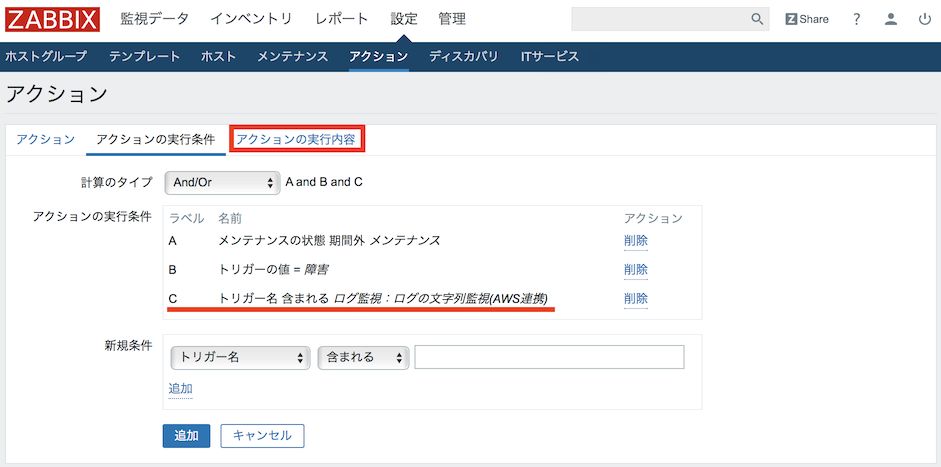 ZABBIX 監視データ インベントリ レポート 設定 管理 Z Share ?
ホストグループ テンプレート ホスト メンテナンス アクション ディスカバリ ITサービス
アクション
アクション アクションの実行条件 アクションの実行内容
計算のタイプ And/Or A and B and C
アクションの実行条件 ラベル 名前 アクション
A メンテナンスの状態 期間外 メンテナンス 削除
B トリガーの値 = 障害 削除
C トリガー名 含まれる ログ監視：ログの文字列監視(AWS連携) 削除
新規条件 トリガー名 含まれる
追加
追加 キャンセル